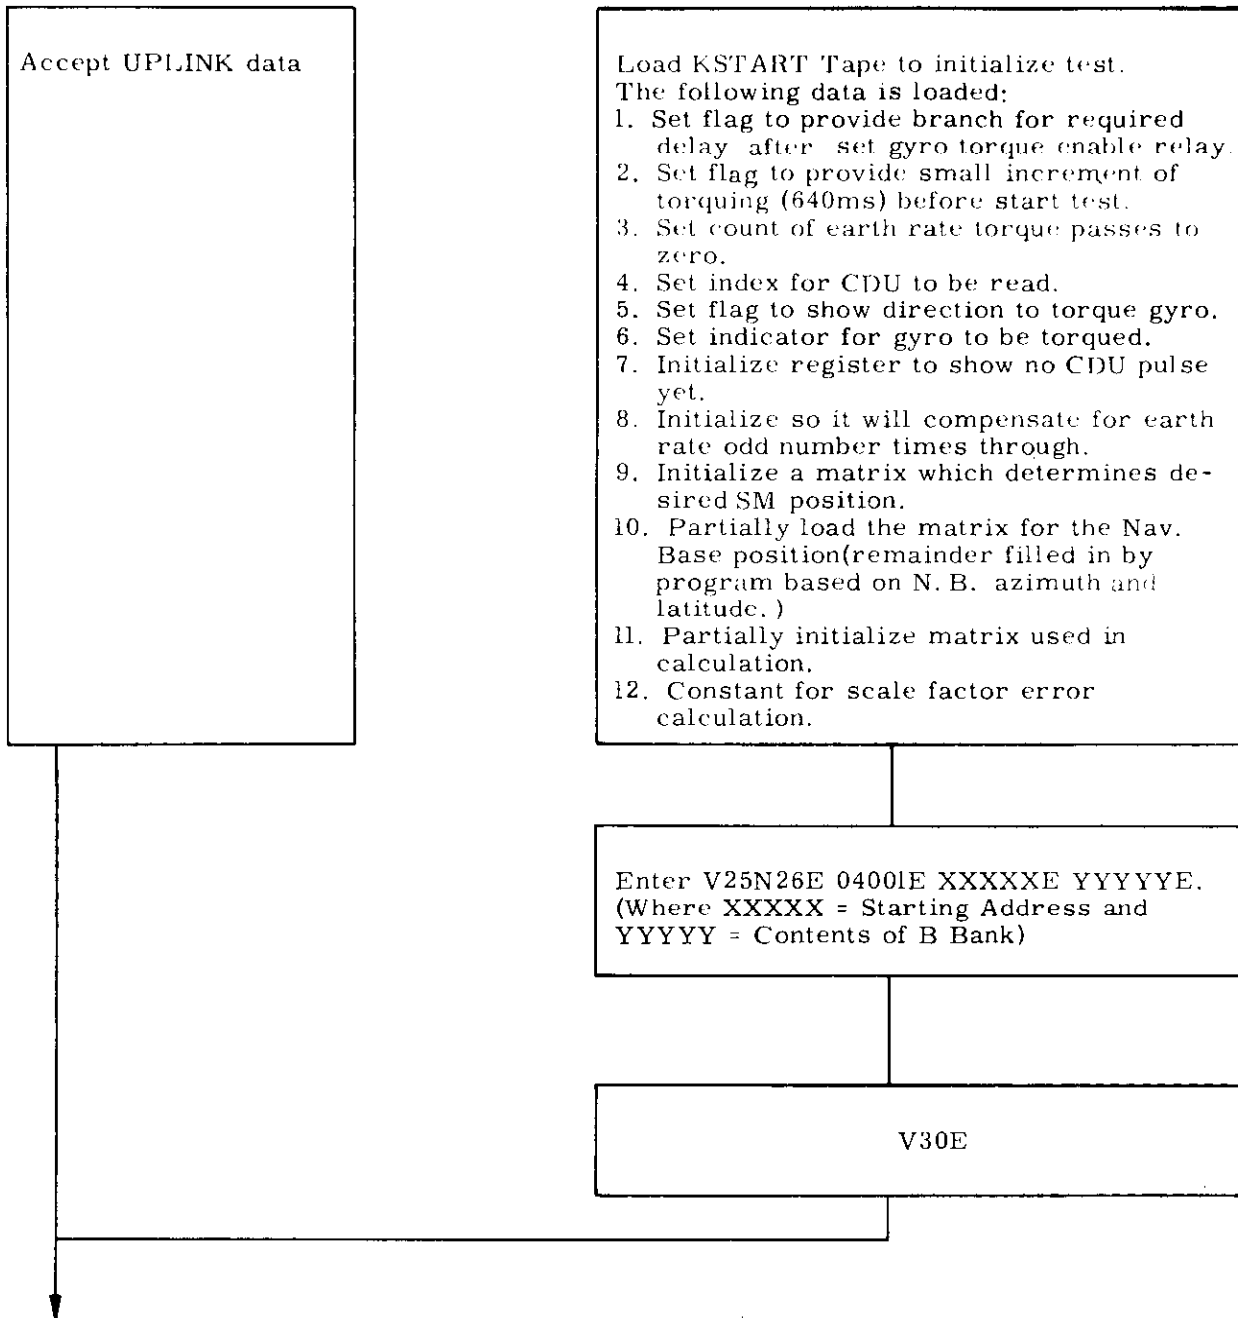 Accept UPLINK data
Load KSTART Tape to initialize test.
The following data is loaded:
1. Set flag to provide branch for required
delay after set gyro torque enable relay.
2. Set flag to provide small increment of
torquing (640ms) before start test.
3. Set count of earth rate torque passes to
zero.
4. Set index for CDU to be read.
5. Set flag to show direction to torque gyro.
6. Set indicator for gyro to be torqued.
7. Initialize register to show no CDU pulse
yet.
8. Initialize so it will compensate for earth
rate odd number times through.
9. Initialize a matrix which determines de-
sired SM position.
10. Partially load the matrix for the Nav.
Base position(remainder filled in by
program based on N. B. azimuth and
latitude. )
11. Partially initialize matrix used in
calculation.
12. Constant for scale factor error
calculation.
Enter V25N26E 04001E XXXXXE YYYYYE.
(Where XXXXX = Starting Address and
YYYYY = Contents of B Bank)
V30E